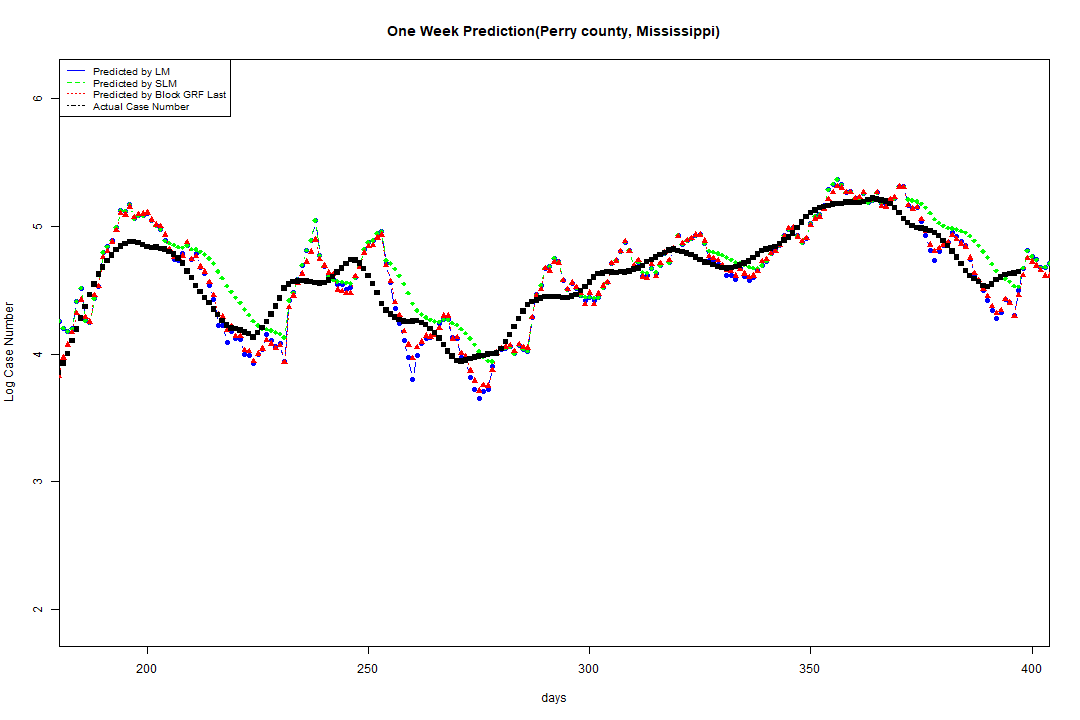 One Week Prediction(Perry county, Mississippi)
Predicted by LM
Predicted by SLM
Predicted by Block GRF Last
Actual Case Number
6
5
4
3
2
Log Case Number
200 250 300 350 400
days